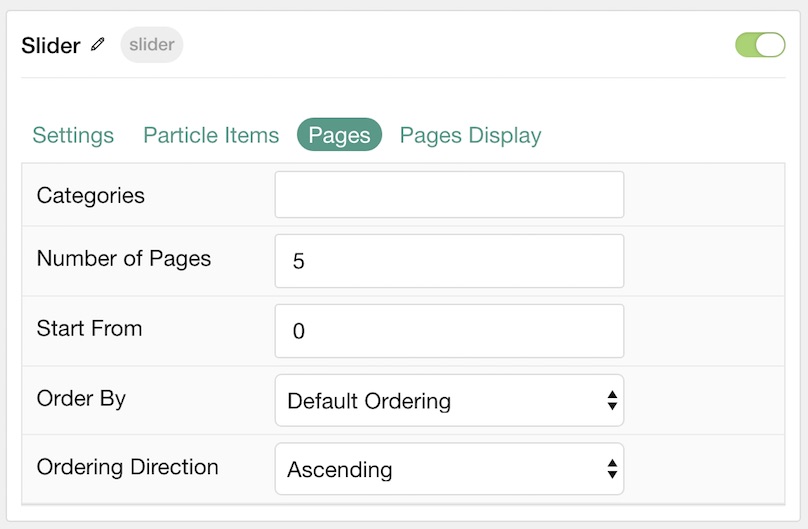 Slider slider
Settings Particle Items Pages Pages Display
Categories
Number of Pages 5
Start From 0
Order By Default Ordering
Ordering Direction Ascending